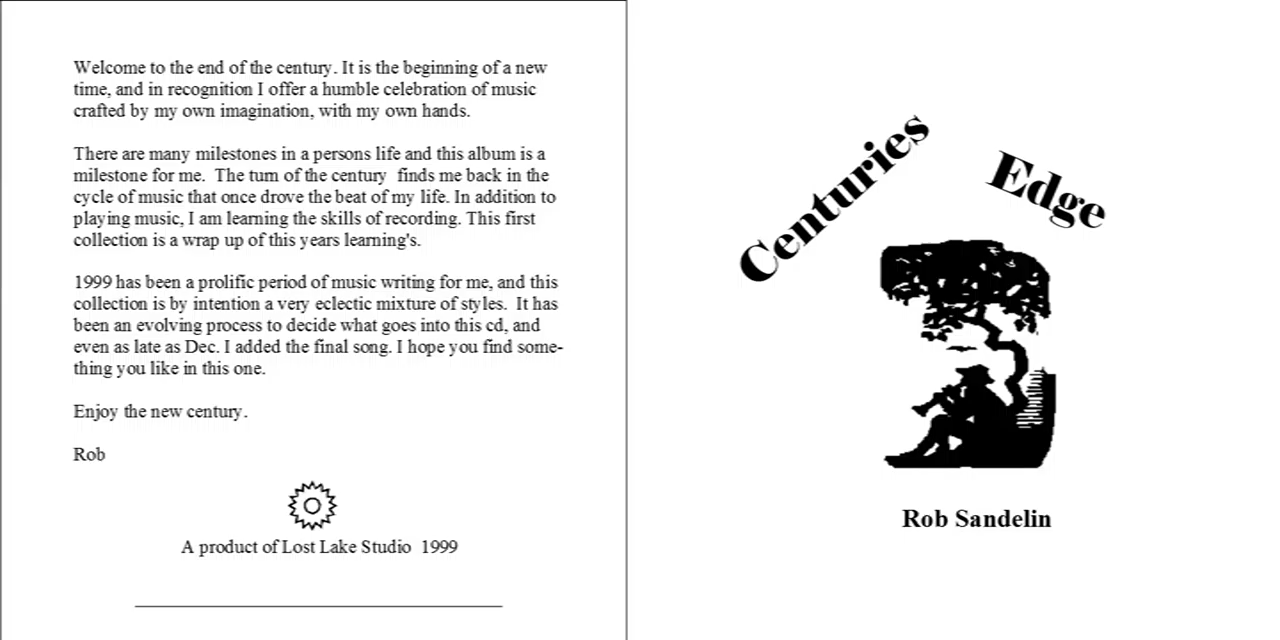 Welcome to the end of the century. It is the beginning of a new
time, and in recognition I offer a humble celebration of music
crafted by my own imagination, with my own hands.
There are many milestones in a persons life and this album is a
milestone for me. The turn of the century finds me back in the
cycle of music that once drove the beat of my life. In addition to
playing music, I am learning the skills of recording. This first
collection is a wrap up of this years learning's.
1999 has been a prolific period of music writing for me, and this
collection is by intention a very eclectic mixture of styles. It has
been an evolving process to decide what goes into this cd, and
even as late as Dec. I added the final song. I hope you find some-
thing you like in this one.
Enjoy the new century.
Rob
A product of Lost Lake Studio 1999
Centuries
Edge
Rob Sandelin